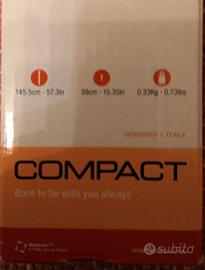 145.5cm - 57.3in
39cm - 15.35in
0.33Kg - 0.73lbs
DESIGNED in ITALY
COMPACT
Born to be with you always
Manfrotto™
subito